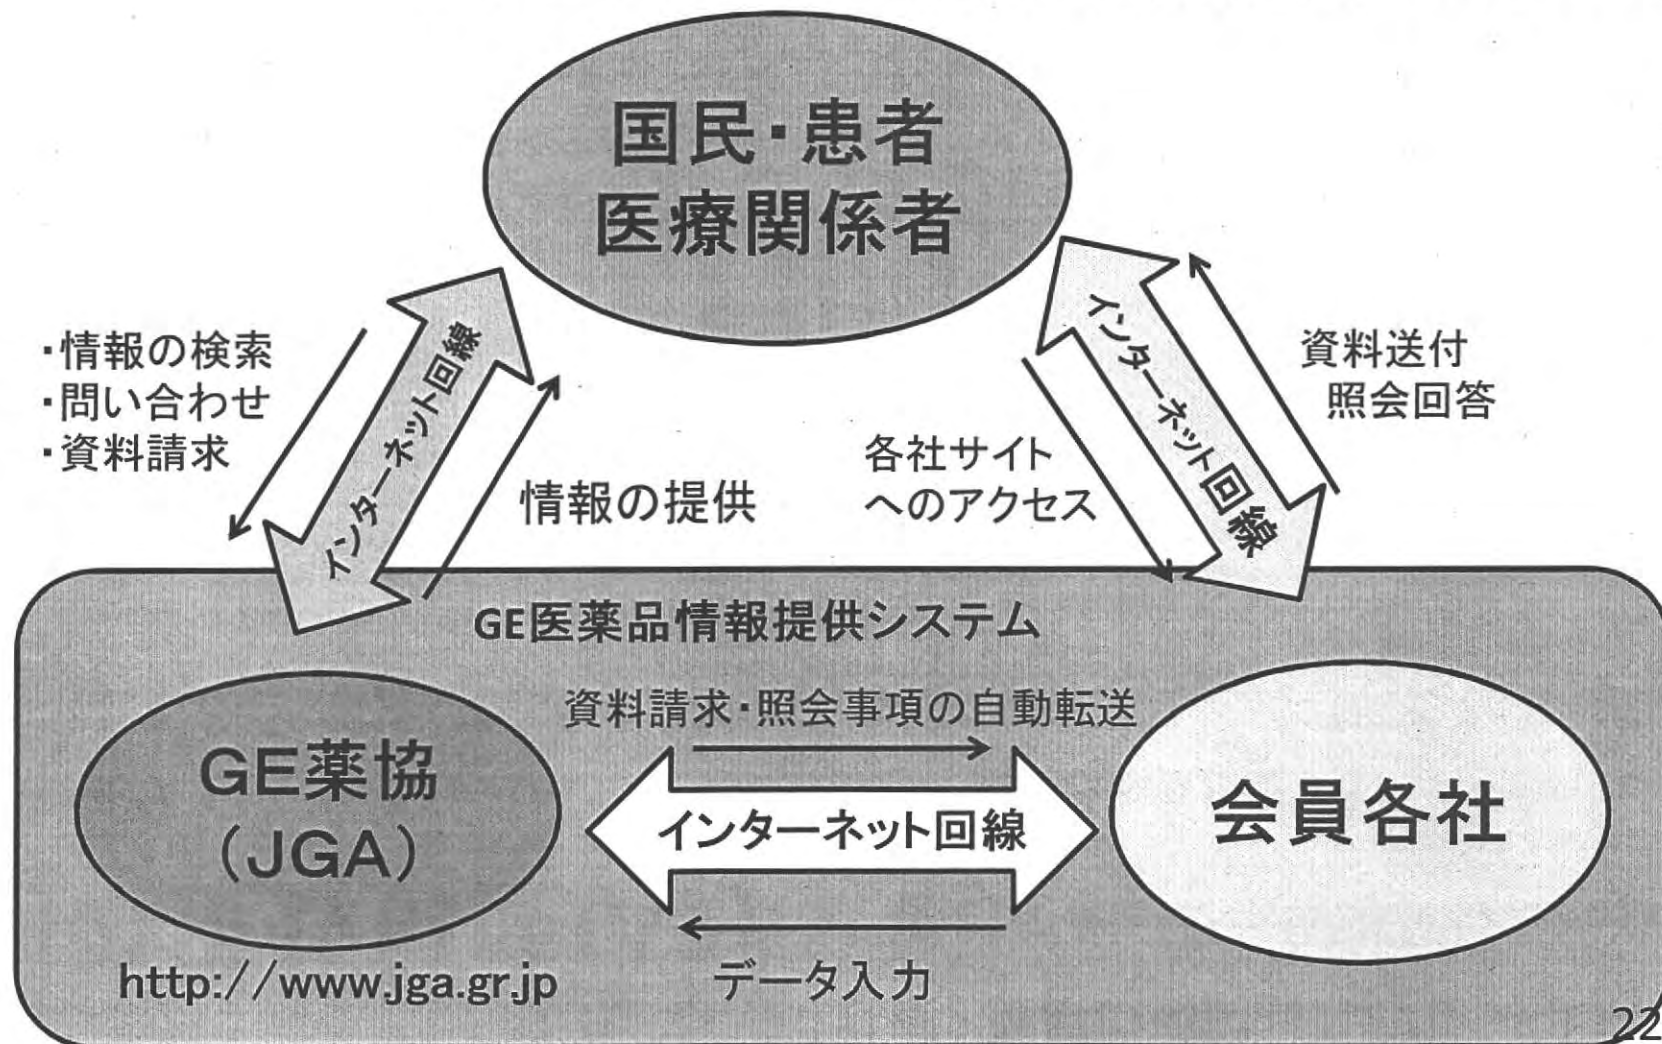 国民・患者
医療関係者
・情報の検索
・問い合わせ
・資料請求
インターネット回線
情報の提供
各社サイト
へのアクセス
インターネット回線
資料送付
照会回答
GE医薬品情報提供システム
資料請求・照会事項の自動転送
GE薬協
(JGA)
インターネット回線
会員各社
http://www.jga.gr.jp
データ入力
22